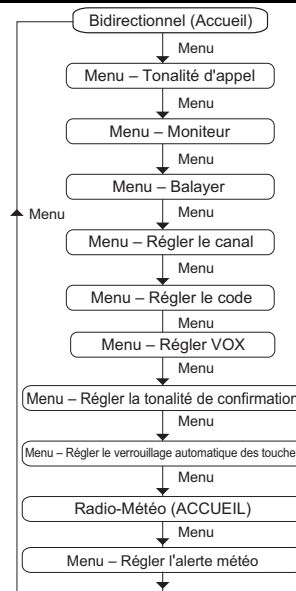 Bidirectionnel (Accueil)
Menu
Menu – Tonalité d'appel
Menu
Menu – Moniteur
Menu
Menu – Balayer
Menu
Menu
Menu – Régler le canal
Menu
Menu – Régler le code
Menu
Menu – Régler VOX
Menu
Menu – Régler la tonalité de confirmation
Menu
Menu – Régler le verrouillage automatique des touche
Menu
Radio-Météo (ACCUEIL)
Menu
Menu – Régler l'alerte météo